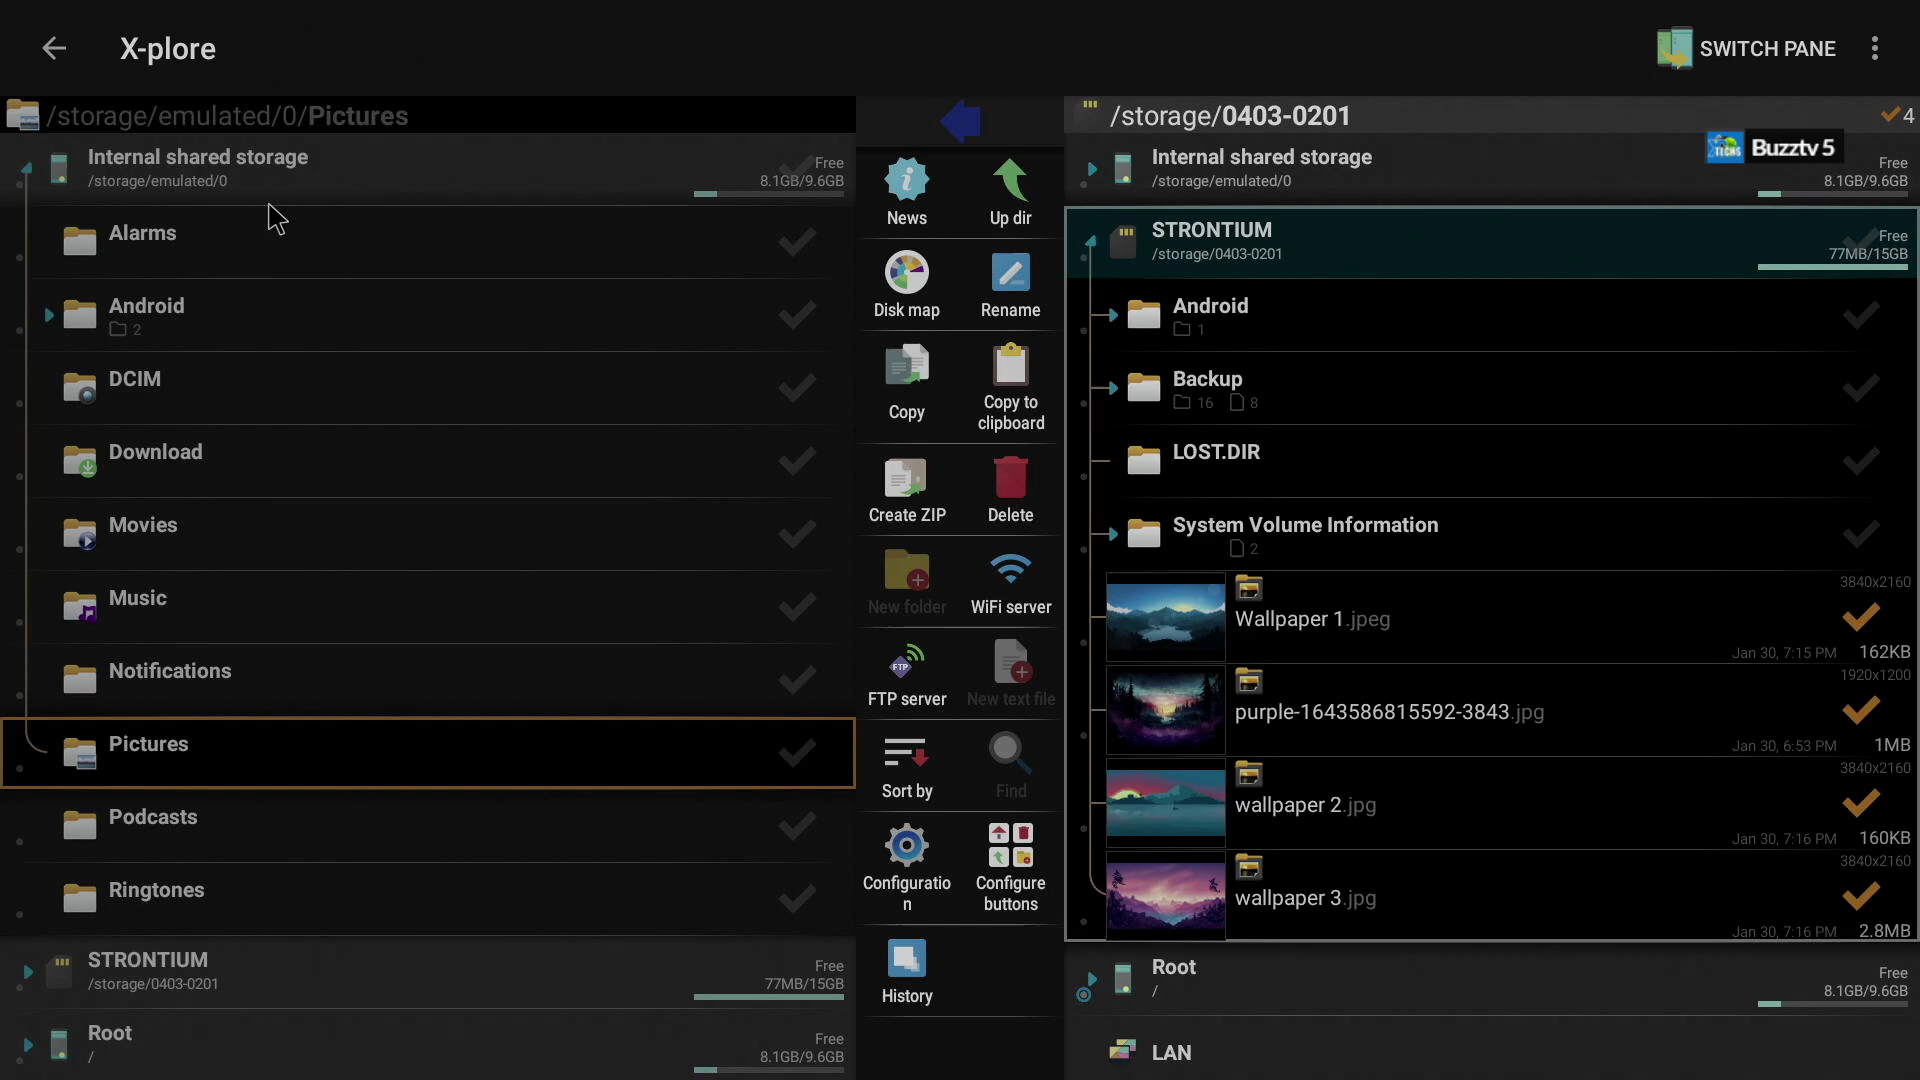 X-plore
SWITCH PANE
/storage/emulated/0/Pictures
Internal shared storage
/storage/emulated/0
Free
8.1GB/9.6GB
Alarms
Android
2
DCIM
Download
Movies
Music
Notifications
Pictures
Podcasts
Ringtones
STRONTIUM
/storage/0403-0201
Free
77MB/15GB
Root
/
Free
8.1GB/9.6GB
News
Up dir
Disk map
Rename
Copy
Copy to
clipboard
Create ZIP
Delete
New folder
WiFi server
FTP
FTP server
New text file
Sort by
Find
Configuratio
n
Configure
buttons
History
/storage/0403-0201
4
TECHS
Buzztv 5
Internal shared storage
/storage/emulated/0
Free
8.1GB/9.6GB
STRONTIUM
/storage/0403-0201
Free
77MB/15GB
Android
1
Backup
16 8
LOST.DIR
System Volume Information
2
3840x2160
Wallpaper 1.jpeg
Jan 30, 7:15 PM 162KB
1920x1200
purple-1643586815592-3843.jpg
Jan 30, 6:53 PM 1MB
3840x2160
wallpaper 2.jpg
Jan 30, 7:16 PM 160KB
3840x2160
wallpaper 3.jpg
Jan 30, 7:16 PM 2.8MB
Root
/
Free
8.1GB/9.6GB
LAN